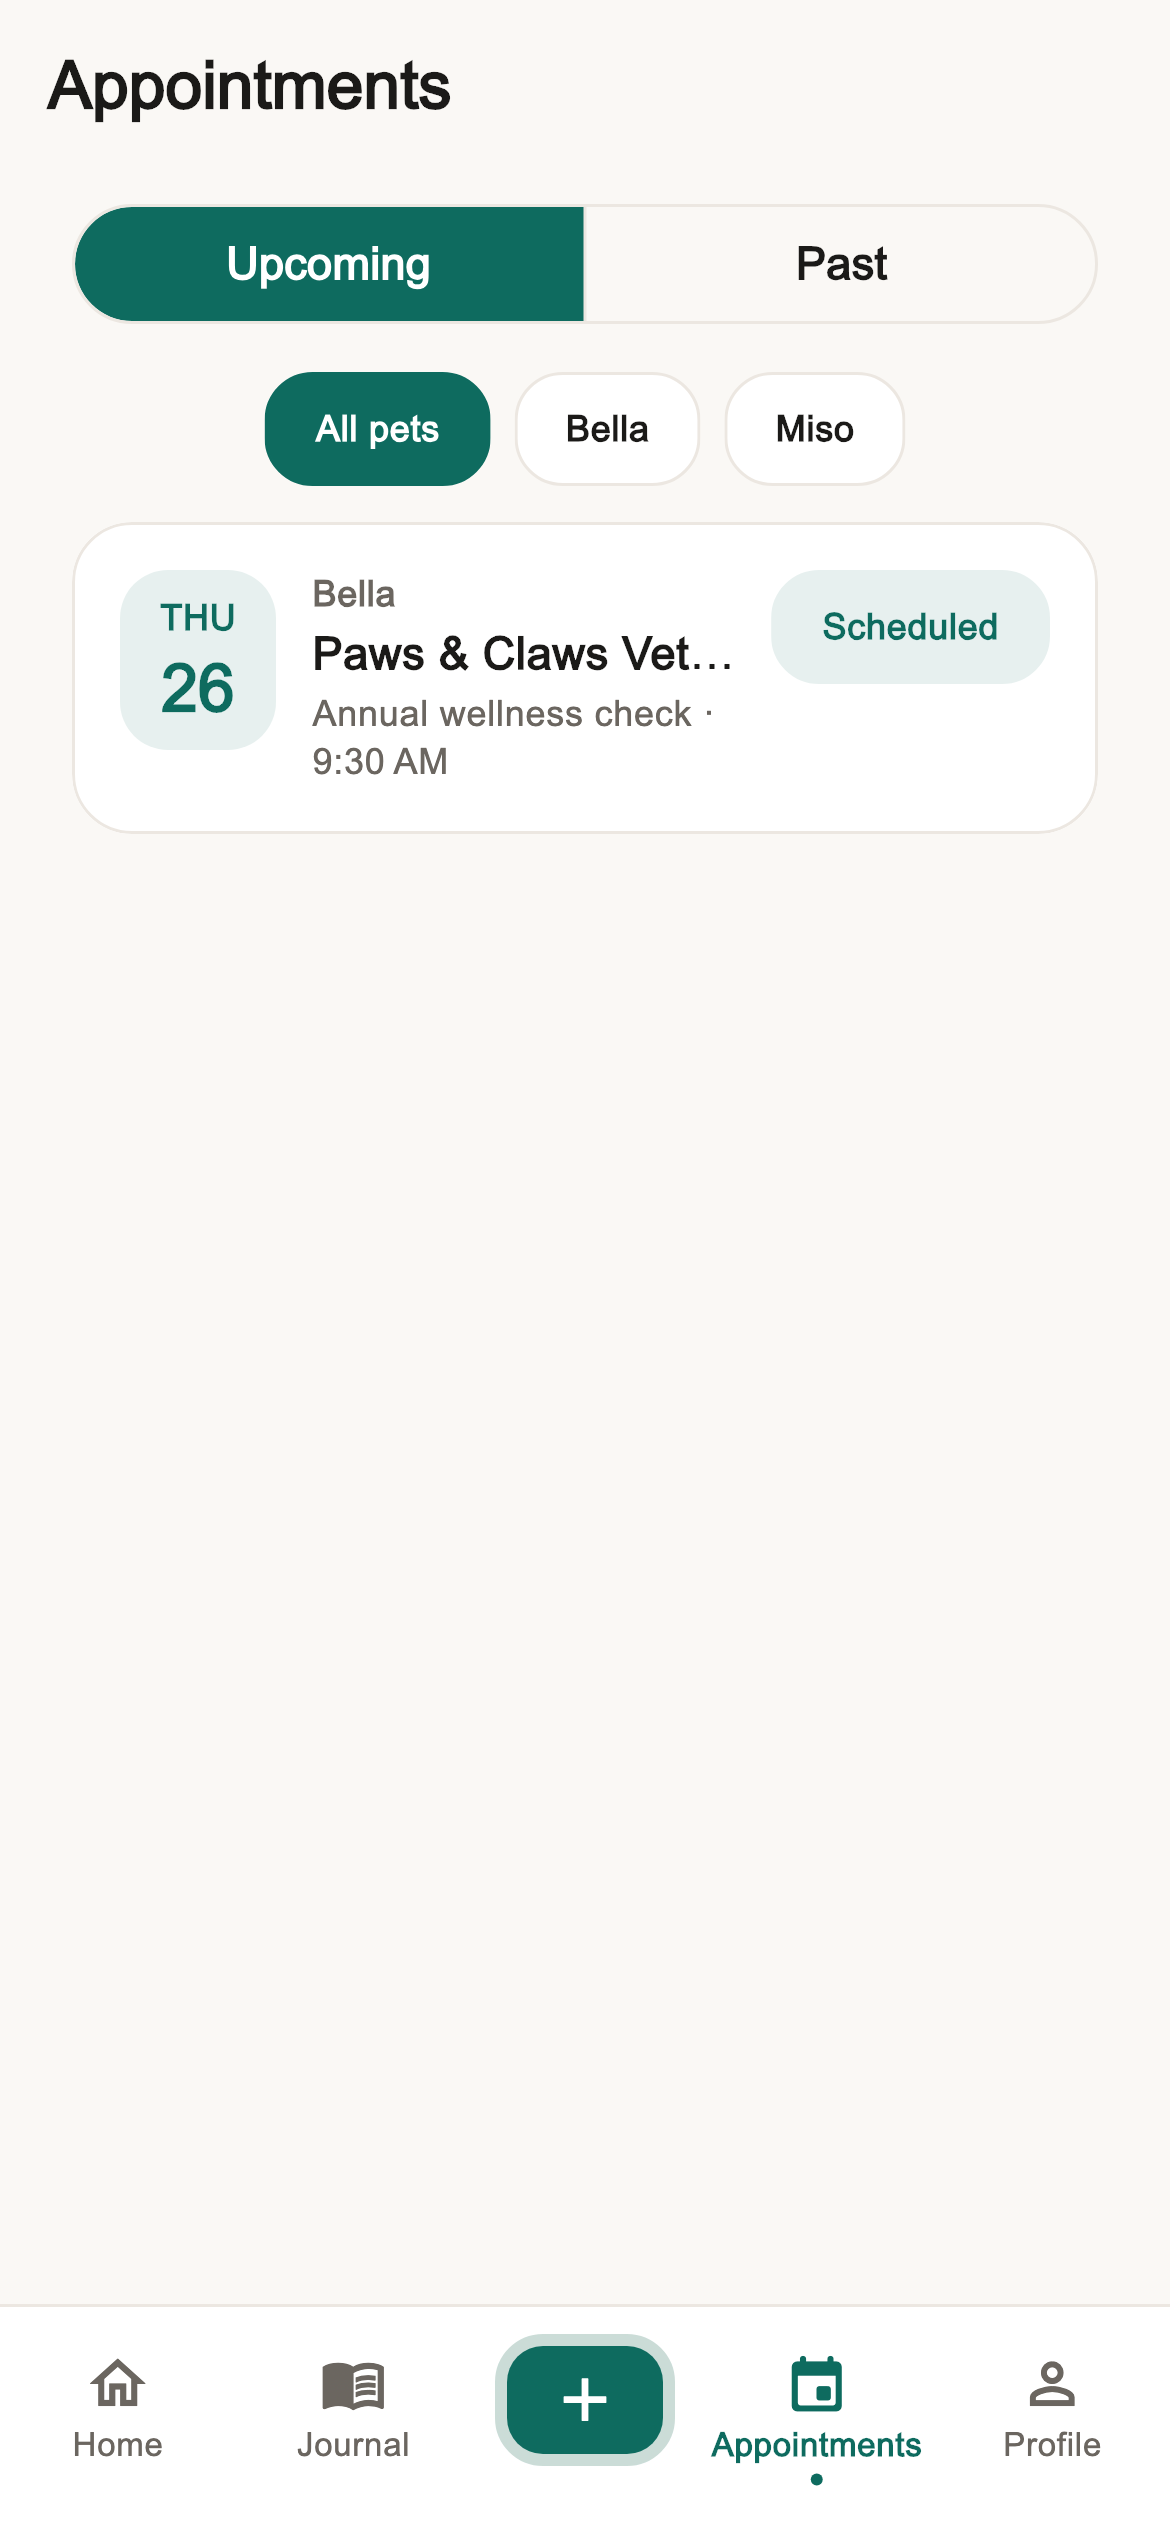 Appointments
Upcoming
Past
All pets
Bella
Miso
THU
26
Bella
Paws & Claws Vet…
Annual wellness check ·
9:30 AM
Scheduled
Home
Journal
+
Appointments
Profile